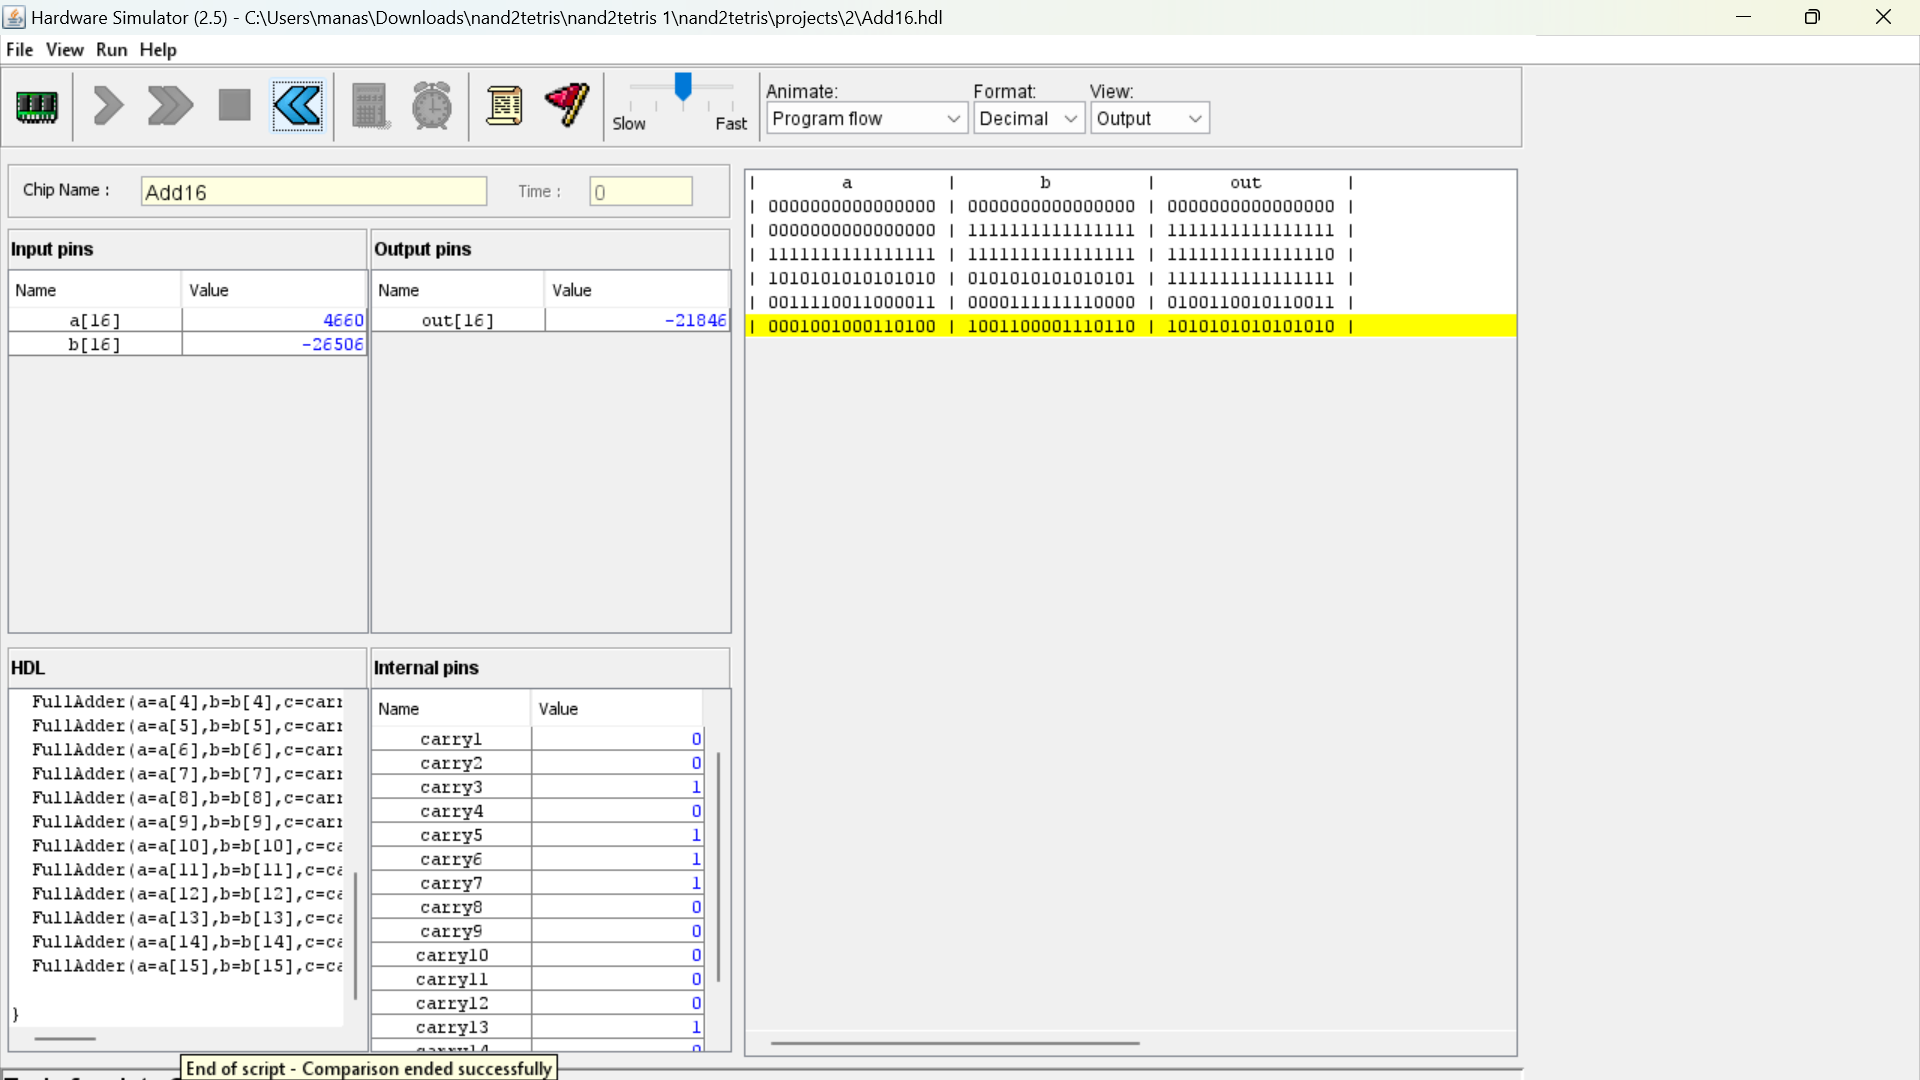 Hardware Simulator (2.5) - C:\Users\manas\Downloads\nand2tetris\nand2tetris 1\nand2tetris\projects\2\Add16.hdl
File View Run Help
Slow Fast
Animate:
Program flow
Format:
Decimal
View:
Output
Chip Name : Add16 Time : 0
Input pins
Name Value
a[16] 4660
b[16] -26506
Output pins
Name Value
out[16] -21846
HDL
FullAdder(a=a[4],b=b[4],c=carr
FullAdder(a=a[5],b=b[5],c=carr
FullAdder(a=a[6],b=b[6],c=carr
FullAdder(a=a[7],b=b[7],c=carr
FullAdder(a=a[8],b=b[8],c=carr
FullAdder(a=a[9],b=b[9],c=carr
FullAdder(a=a[10],b=b[10],c=ca
FullAdder(a=a[11],b=b[11],c=ca
FullAdder(a=a[12],b=b[12],c=ca
FullAdder(a=a[13],b=b[13],c=ca
FullAdder(a=a[14],b=b[14],c=ca
FullAdder(a=a[15],b=b[15],c=ca
}
Internal pins
Name Value
carry1 0
carry2 0
carry3 1
carry4 0
carry5 1
carry6 1
carry7 1
carry8 0
carry9 0
carry10 0
carry11 0
carry12 0
carry13 1
carry14 0
| a | b | out |
| 0000000000000000 | 0000000000000000 | 0000000000000000 |
| 0000000000000000 | 1111111111111111 | 1111111111111111 |
| 1111111111111111 | 1111111111111111 | 1111111111111110 |
| 1010101010101010 | 0101010101010101 | 1111111111111111 |
| 0011110011000011 | 0000111111110000 | 0100110010110011 |
| 0001001000110100 | 1001100001110110 | 1010101010101010 |
End of script - Comparison ended successfully